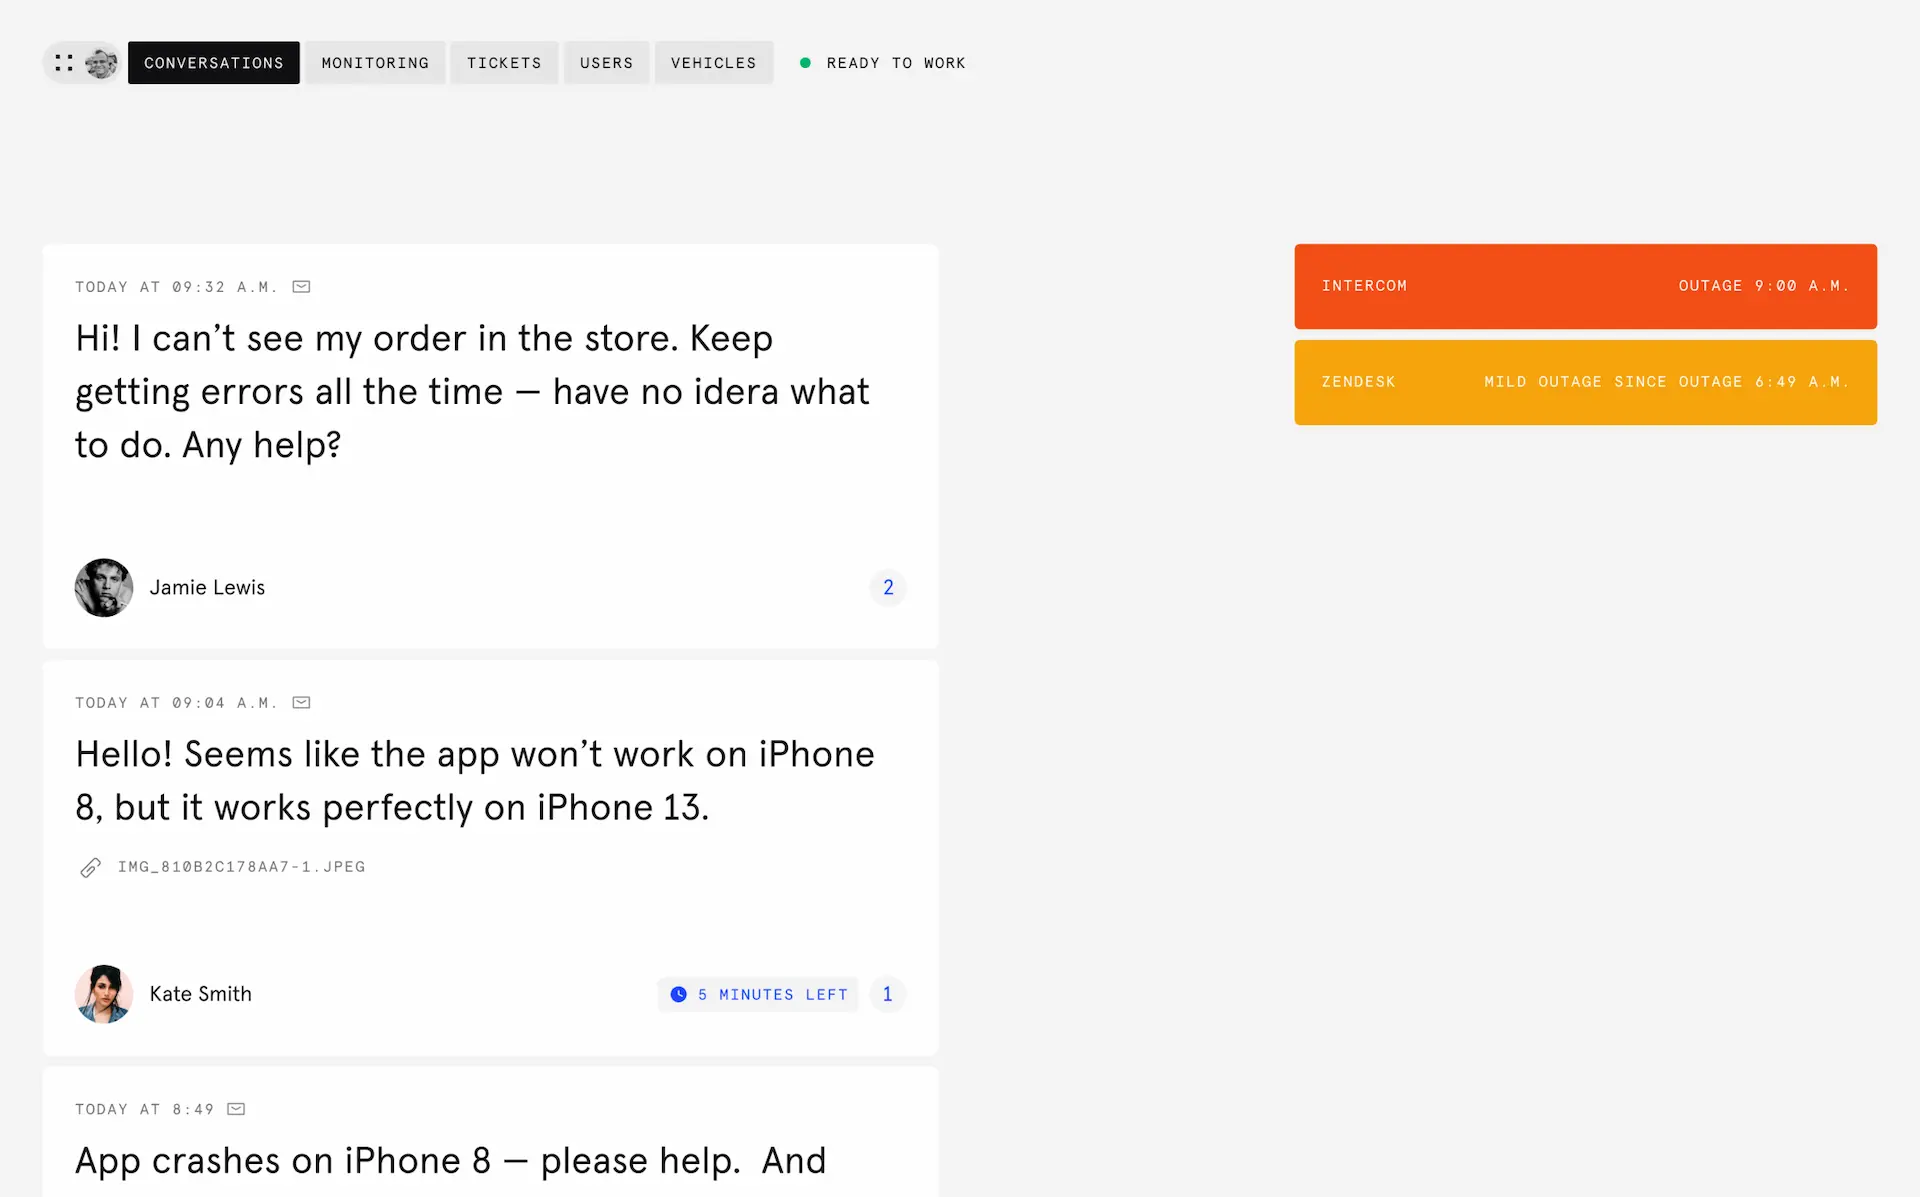 CONVERSATIONS MONITORING TICKETS USERS VEHICLES READY TO WORK
TODAY AT 09:32 A.M.
Hi! I can’t see my order in the store. Keep
getting errors all the time — have no idera what
to do. Any help?
Jamie Lewis 2
TODAY AT 09:04 A.M.
Hello! Seems like the app won’t work on iPhone
8, but it works perfectly on iPhone 13.
IMG_810B2C178AA7-1.JPEG
Kate Smith 5 MINUTES LEFT 1
TODAY AT 8:49
App crashes on iPhone 8 — please help. And
INTERCOM OUTAGE 9:00 A.M.
ZENDESK MILD OUTAGE SINCE OUTAGE 6:49 A.M.